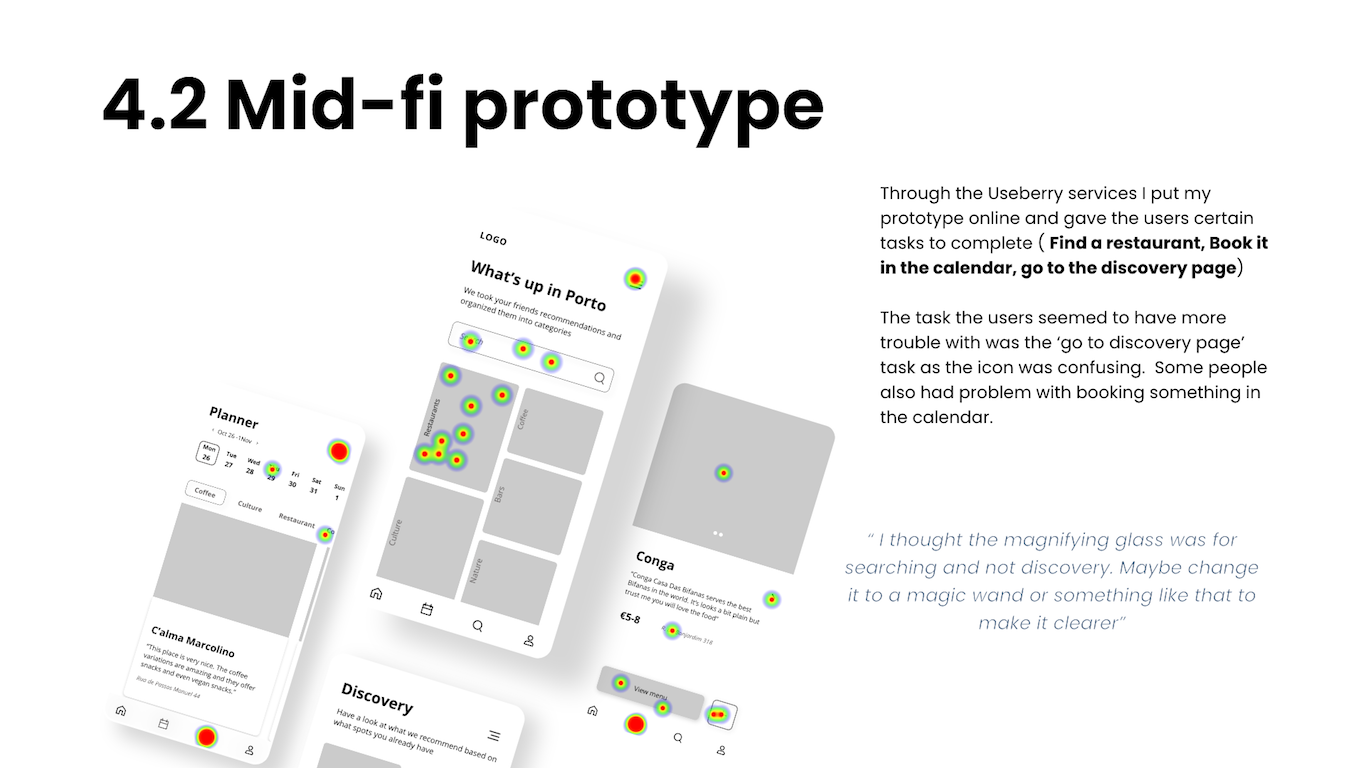 4.2 Mid-fi prototype
Through the Useberry services I put my
prototype online and gave the users certain
tasks to complete ( Find a restaurant, Book it
in the calendar, go to the discovery page)
The task the users seemed to have more
trouble with was the ‘go to discovery page’
task as the icon was confusing.  Some people
also had problem with booking something in
the calendar.
“ I thought the magnifying glass was for
searching and not discovery. Maybe change
it to a magic wand or something like that to
make it clearer”
LOGO
What’s up in Porto
We took your friends recommendations and
organized them into categories
Restaurants
Coffee
Bars
Culture
Nature
Planner
‹ Oct 26 -1Nov ›
Mon Tue Wed Fri Sat Sun
26 27 28 29 30 31 1
Coffee Culture Restaurant
C’alma Marcolino
“This place is very nice. The coffee
variations are amazing and they offer
snacks and even vegan snacks.”
Rua de Passos Manuel 44
Discovery
Have a look at what we recommend based on
what spots you already have
Conga
“Conga Casa Das Bifanas serves the best
Bifanas in the world. It’s looks a bit plain but
trust me you will love the food”
€5-8
318
View menu